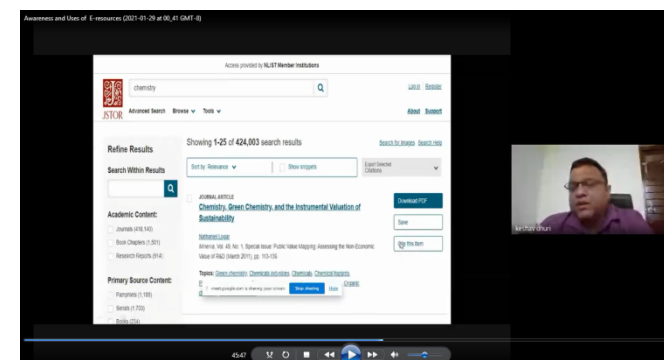 Awareness and Uses of E-resources (2021-01-29 at 00_41 GMT-8)
Access provided by NLIST Member Institutions
chemistry
Log in Register
JSTOR
Advanced Search Browse Tools
About Support
Refine Results
Showing 1-25 of 424,003 search results
Search for Images Search Help
Search Within Results
Sort by: Relevance
Show snippets
Export Selected
Citations
JOURNAL ARTICLE
Chemistry, Green Chemistry, and the Instrumental Valuation of
Sustainability
Download PDF
Academic Content:
Save
Journals (418,140)
Nathaniel Logar
Book Chapters (1,551)
Minerva, Vol. 49, No. 1, Special Issue: Public Value Mapping: Assessing the Non-Economic
Value of R&D (March 2011), pp. 113-136
Cite this Item
Research Reports (914)
Topics: Green chemistry, Chemicals industries, Chemicals, Chemical hazards,
Organic
Primary Source Content:
meet.google.com is sharing your screen.
Stop sharing
Hide
Pamphlets (1,189)
Serials (1,703)
Books (254)
keshav dhuri
45:47